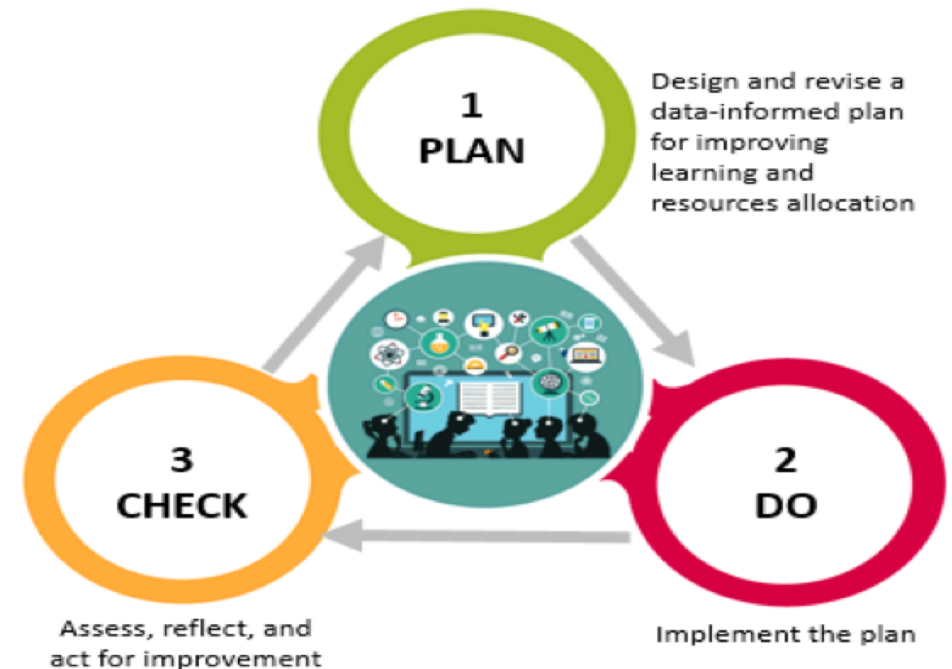 1
PLAN
Design and revise a
data-informed plan
for improving
learning and
resources allocation
2
DO
Implement the plan
3
CHECK
Assess, reflect, and
act for improvement